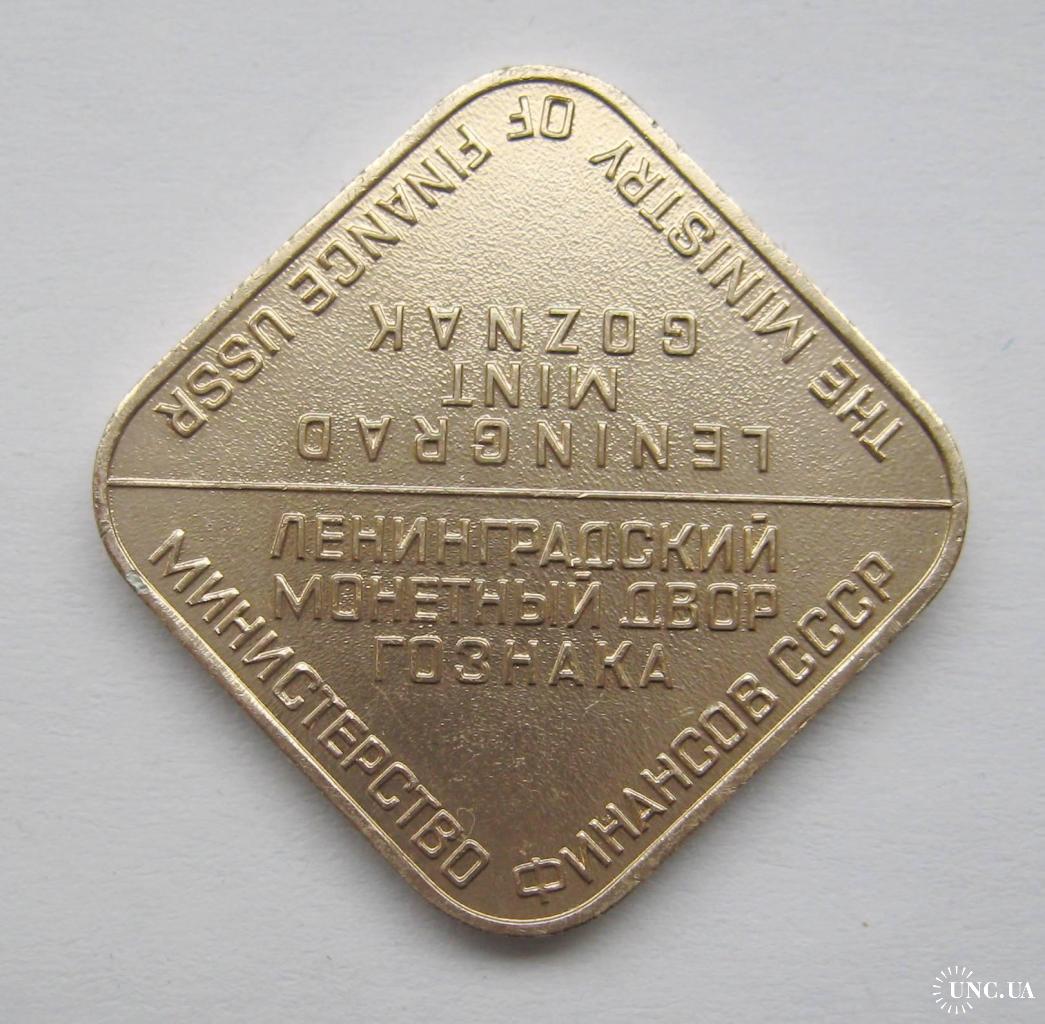 ЛЕНИНГРАДСКИЙ
МОНЕТНЫЙ ДВОР
ГОЗНАКА
МИНИСТЕРСТВО ФИНАНСОВ СССР
LENINGRAD
MINT
GOZNAK
THE MINISTRY OF FINANCE USSR
UNC.UA